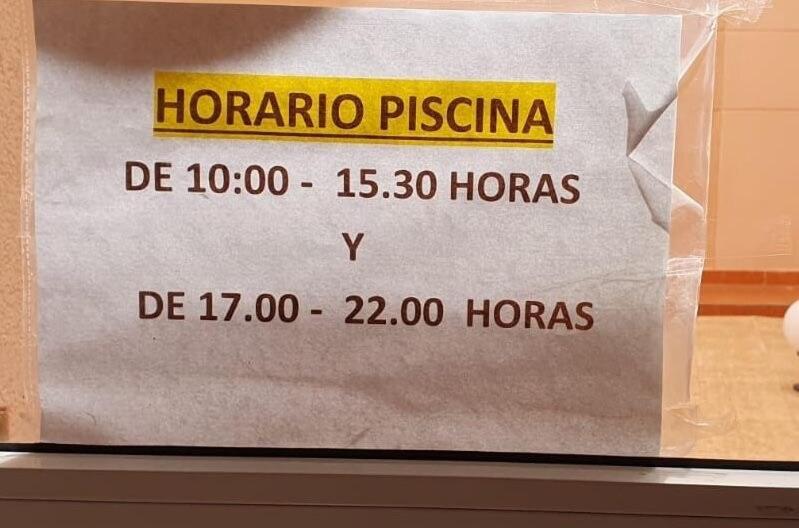 HORARIO PISCINA
DE 10:00 - 15.30 HORAS
Y
DE 17.00 - 22.00 HORAS